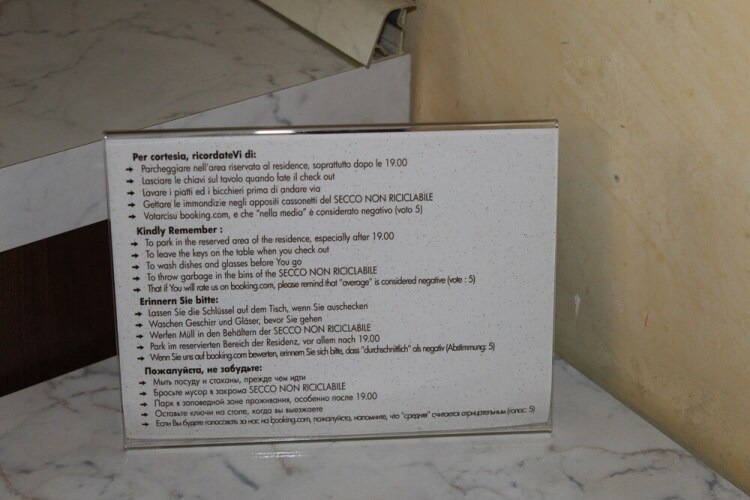 Per cortesia, ricordateVi di:
➔ Parcheggiare nell'area riservata al residence, soprattutto dopo le 19.00
➔ Lasciare le chiavi sul tavolo quando fate il check out
➔ Lavare i piatti ed i bicchieri prima di andare via
➔ Gettare le immondizie negli appositi cassonetti del SECCO NON RICICLABILE
➔ Votarcisu booking.com, e che "nella media" è considerato negativo (voto 5)
Kindly Remember :
➔ To park in the reserved area of the residence, especially after 19.00
➔ To leave the keys on the table when you check out
➔ To wash dishes and glasses before You go
➔ To throw garbage in the bins of the SECCO NON RICICLABILE
➔ That if You will rate us on booking.com, please remind that "average" is considered negative (vote : 5)
Erinnern Sie bitte:
➔ Lassen Sie die Schlüssel auf dem Tisch, wenn Sie auschecken
➔ Waschen Geschirr und Gläser, bevor Sie gehen
➔ Werfen Müll in den Behältern der SECCO NON RICICLABILE
➔ Park im reservierten Bereich der Residenz, vor allem nach 19.00
➔ Wenn Sie uns auf booking.com bewerten, erinnern Sie sich bitte, dass "durchschnittlich" als negativ (Abstimmung: 5)
Пожалуйста, не забудьте:
➔ Мыть посуду и стаканы, прежде чем идти
➔ Бросьте мусор в закрома SECCO NON RICICLABILE
➔ Парк в заповедной зоне проживания, особенно после 19.00
➔ Оставьте ключи на столе, когда вы выезжаете
➔ Если Вы будете голосовать за нас на booking.com, пожалуйста, напомните, что "средняя" считается отрицательным (голос: 5)